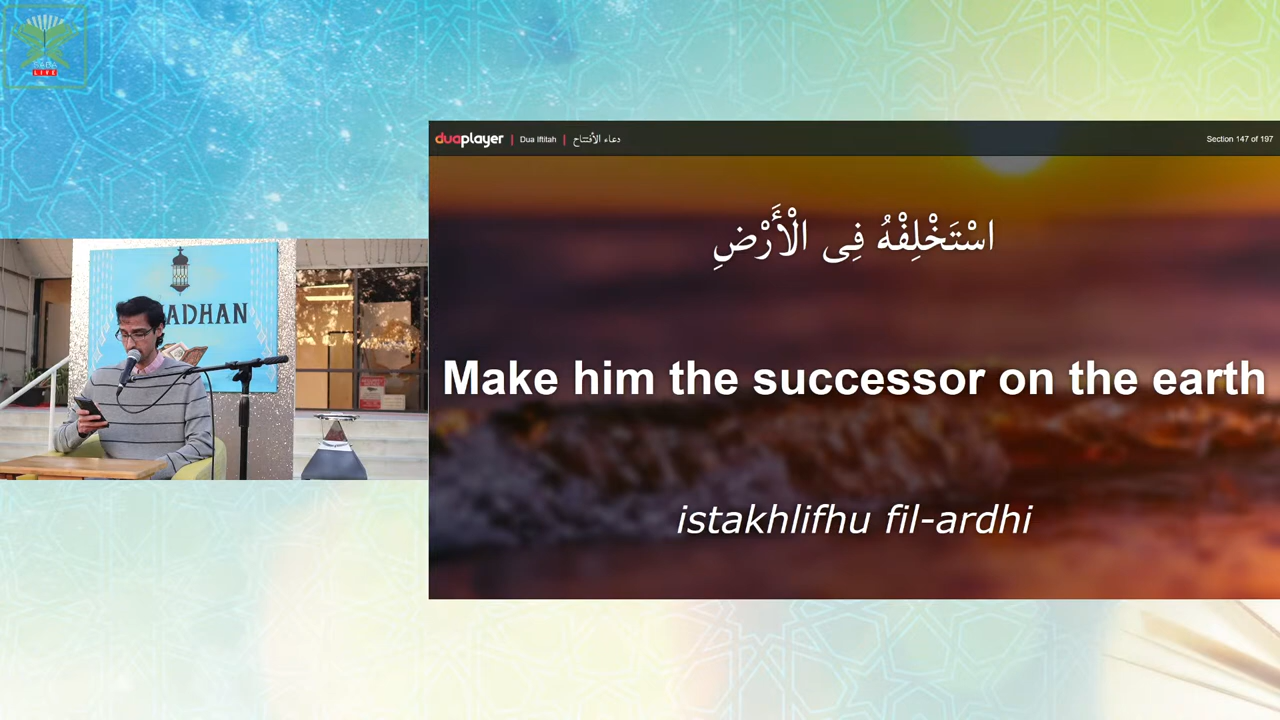 SABA
LIVE
duaplayer | Dua Iftitah | دعاء الأفتتاح
Section 147 of 197
اسْتَخْلِفْهُ فِى الْأَرْضِ
Make him the successor on the earth
istakhlifhu fil-ardhi
ADHAN